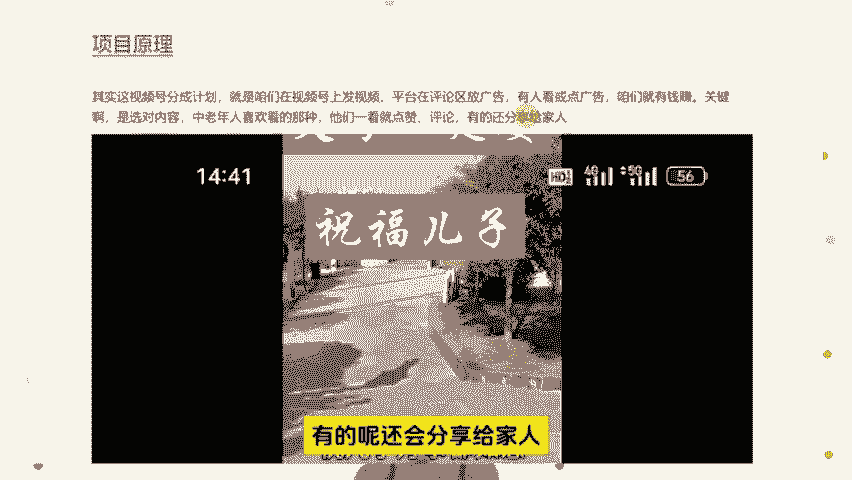 项目原理
其实这视频号分成计划，就是咱们在视频号上发视频，平台在评论区放广告，有人看或点广告，咱们就有钱赚。关键
啊，是选对内容，中老年人喜欢看的那种，他们一看就点赞、评论，有的还分享给家人
14:41
HD
4G
5G
56
祝福儿子
有的呢还会分享给家人